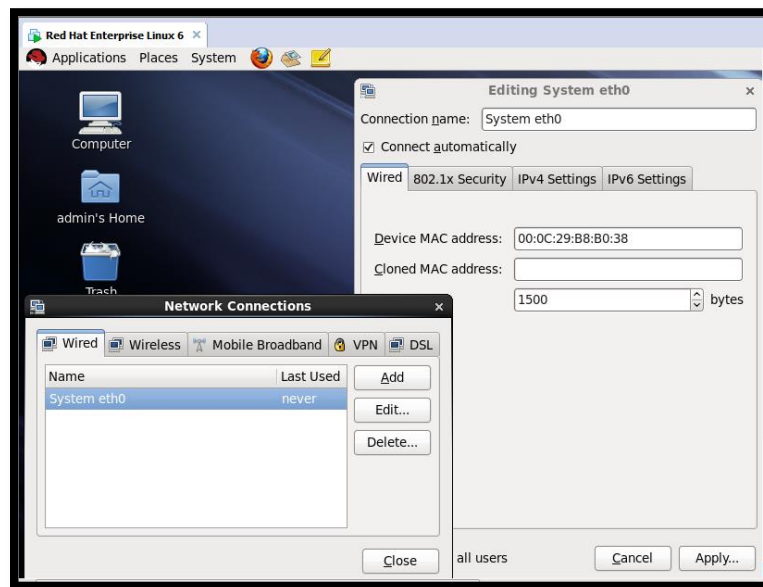 Red Hat Enterprise Linux 6
Applications Places System
Computer
admin's Home
Trash
Editing System eth0
Connection name: System eth0
Connect automatically
Wired 802.1x Security IPv4 Settings IPv6 Settings
Device MAC address: 00:0C:29:B8:B0:38
Cloned MAC address:
1500 bytes
all users Cancel Apply...
Network Connections
Wired Wireless Mobile Broadband VPN DSL
Name Last Used
System eth0 never
Add
Edit...
Delete...
Close